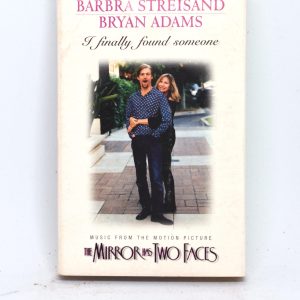 BARBRA STREISAND
BRYAN ADAMS
I finally found someone
MUSIC FROM THE MOTION PICTURE
THE MIRROR HAS TWO FACES